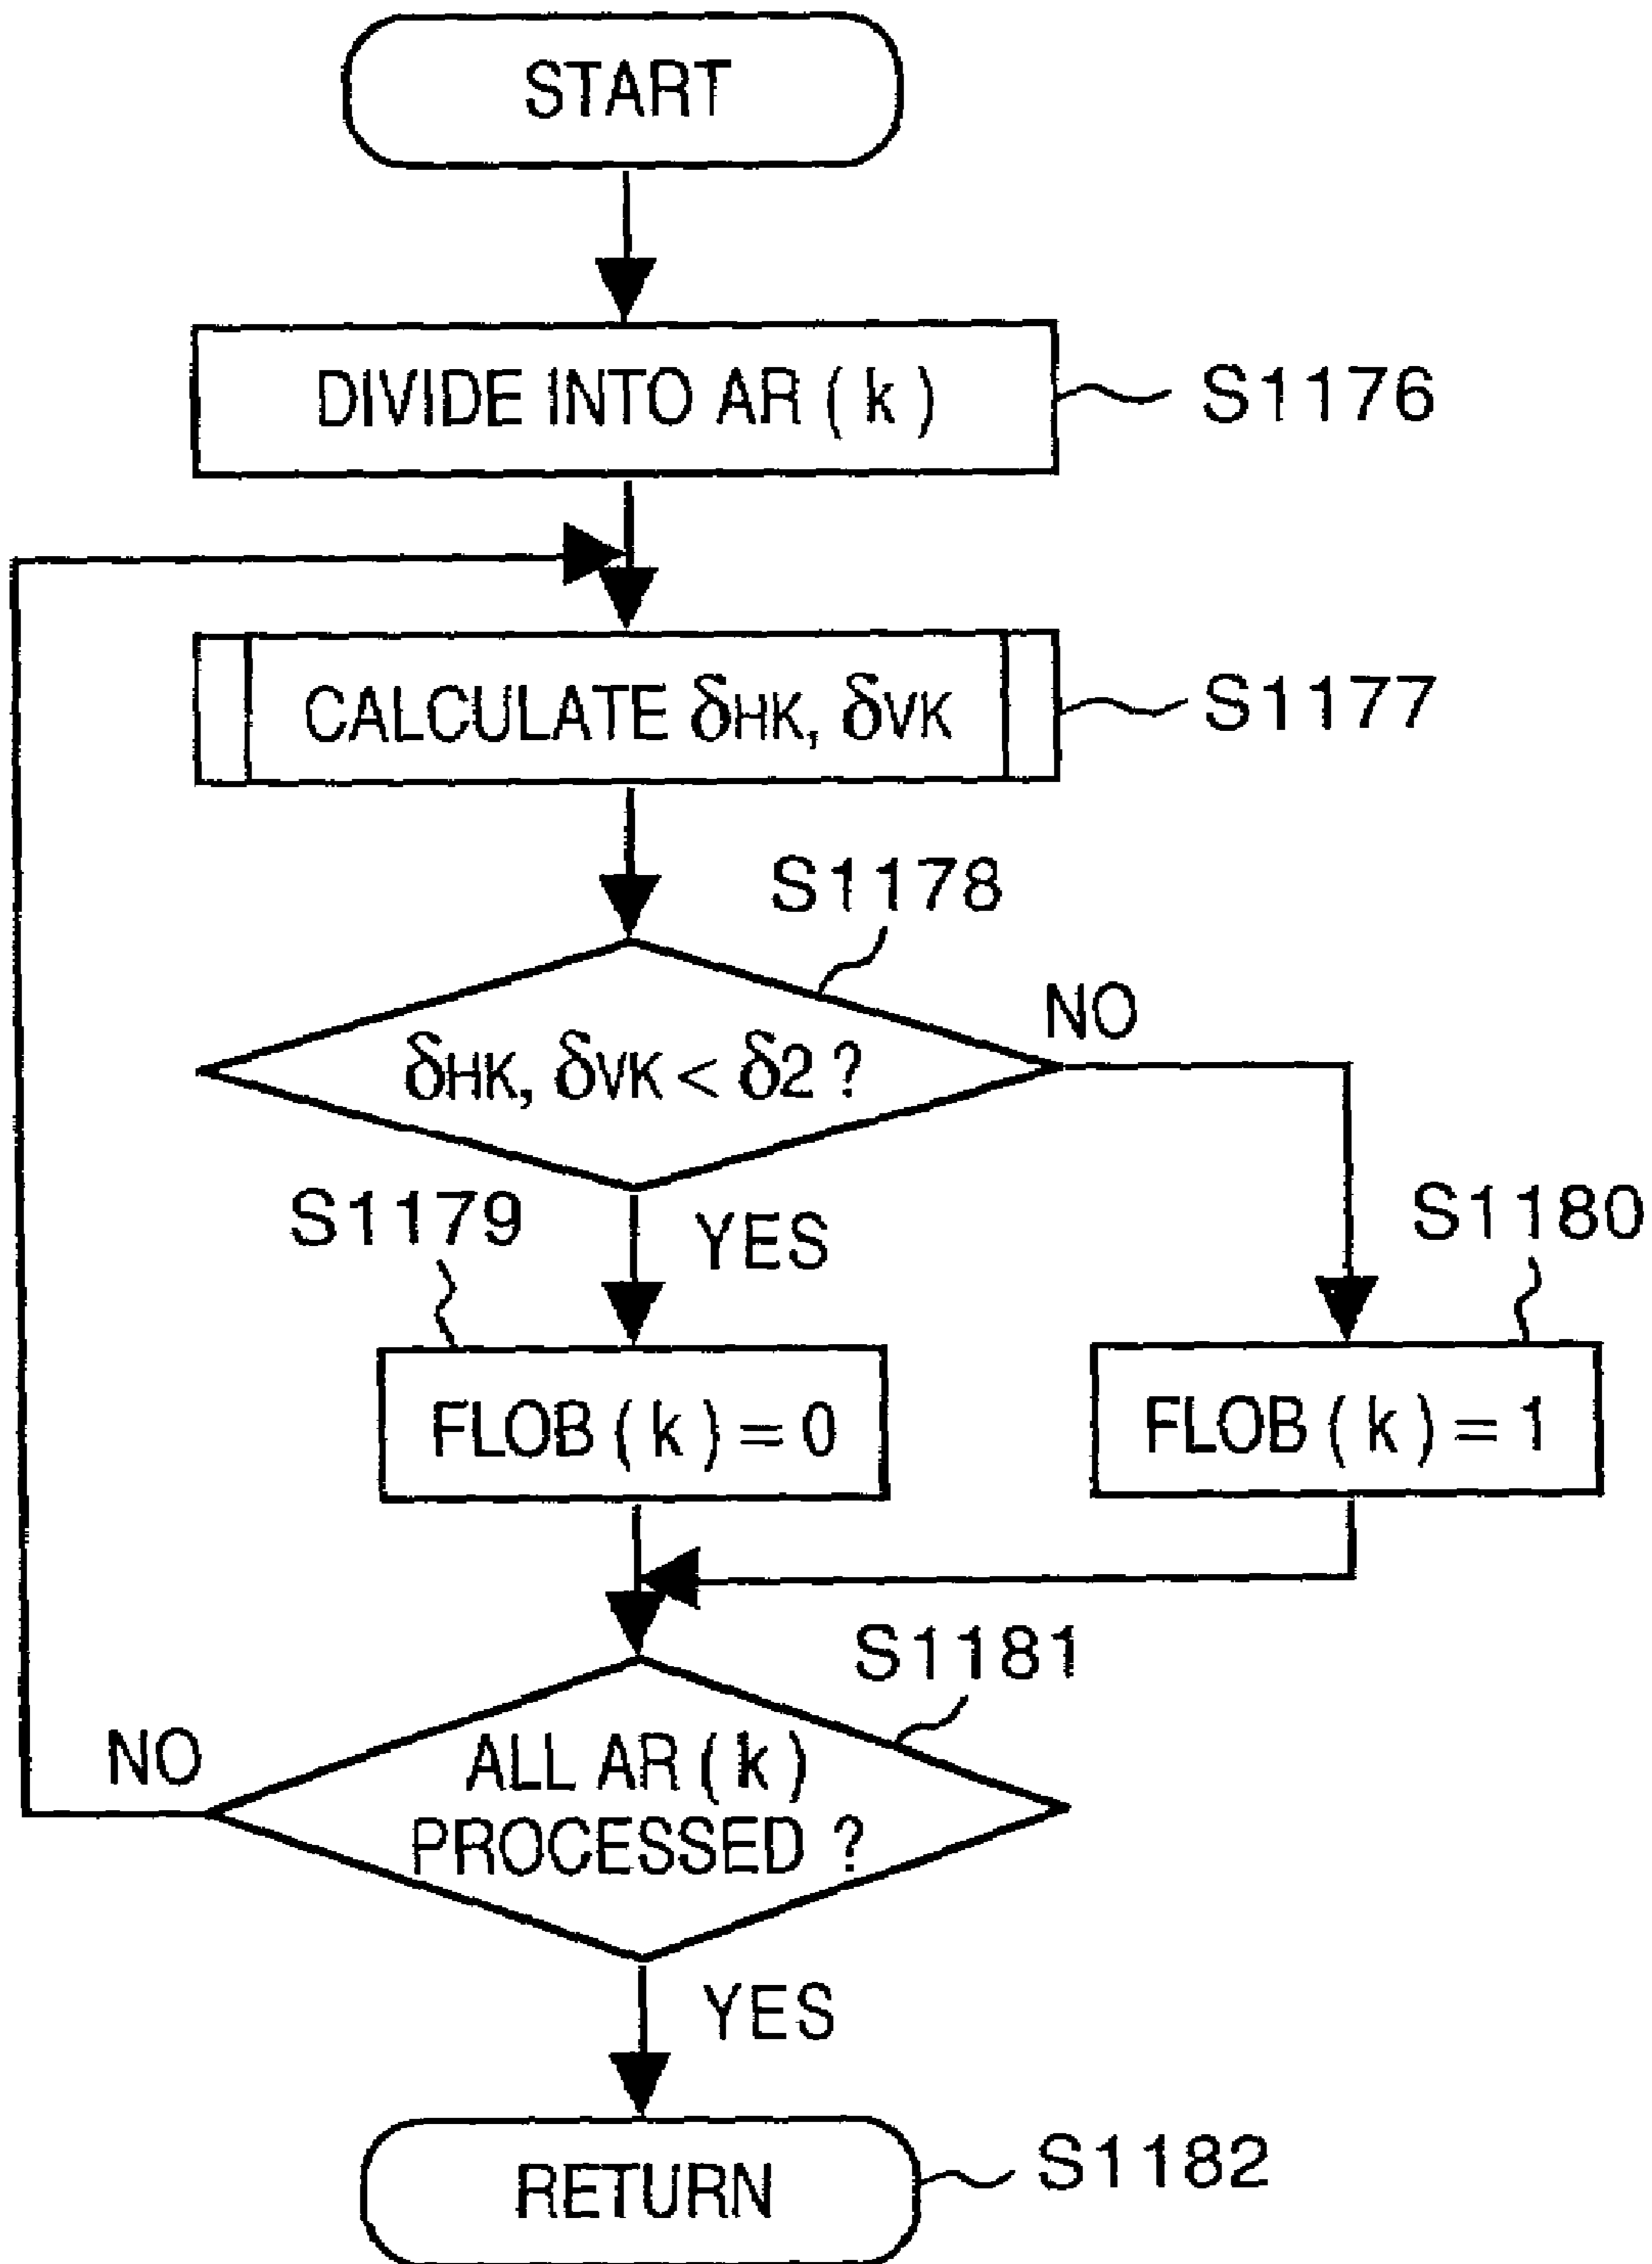 START
DIVIDE INTO AR ( k )
S1176
CALCULATE δHK, δVK
S1177
S1178
δHK, δVK < δ2 ?
NO
S1179
YES
S1180
FLOB ( k ) = 0
FLOB ( k ) = 1
S1181
NO
ALL AR ( k )
PROCESSED ?
YES
RETURN
S1182